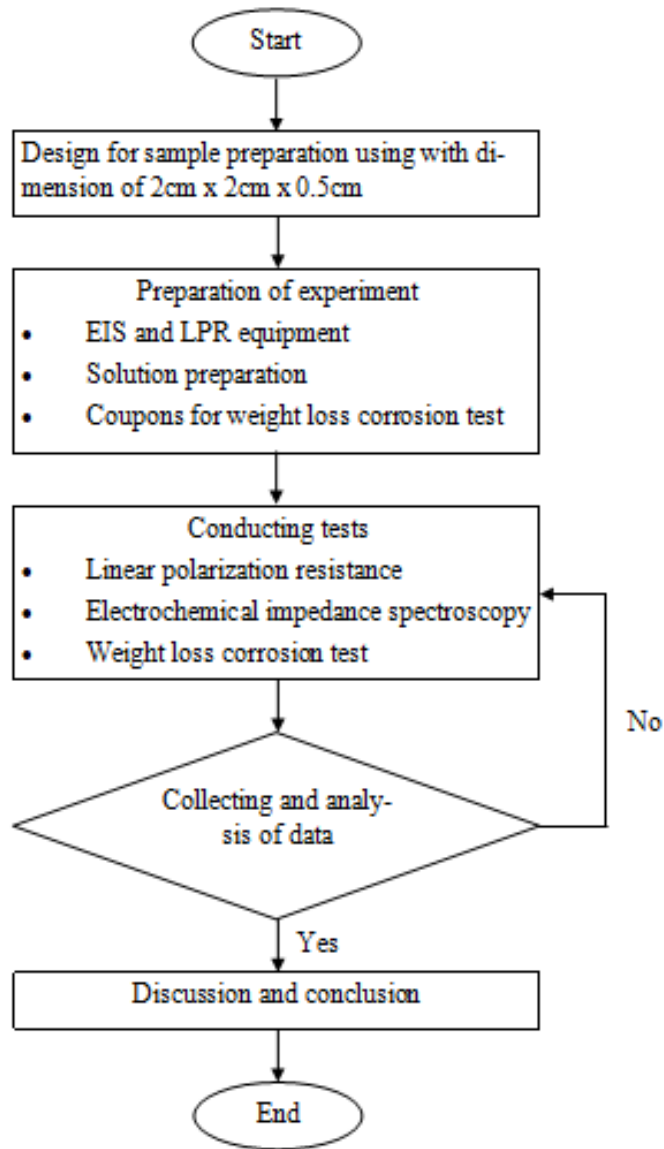 Start
Design for sample preparation using with di-
mension of 2cm x 2cm x 0.5cm
Preparation of experiment
• EIS and LPR equipment
• Solution preparation
• Coupons for weight loss corrosion test
Conducting tests
• Linear polarization resistance
• Electrochemical impedance spectroscopy
• Weight loss corrosion test
No
Collecting and analy-
sis of data
Yes
Discussion and conclusion
End